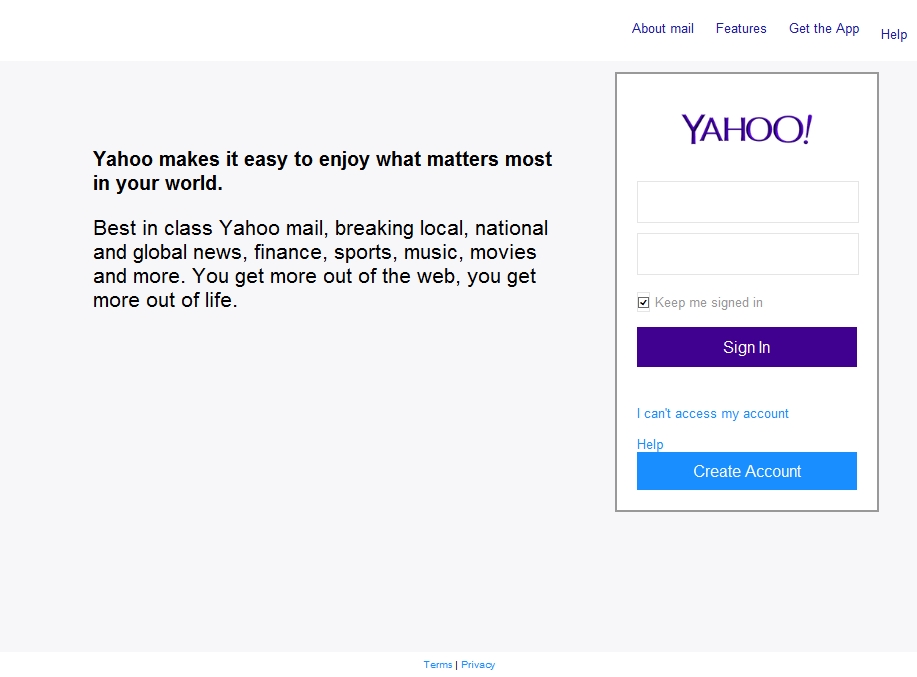 About mail Features Get the App Help
YAHOO!
Yahoo makes it easy to enjoy what matters most
in your world.
Best in class Yahoo mail, breaking local, national
and global news, finance, sports, music, movies
and more. You get more out of the web, you get
more out of life.
Keep me signed in
Sign In
I can't access my account
Help
Create Account
Terms | Privacy